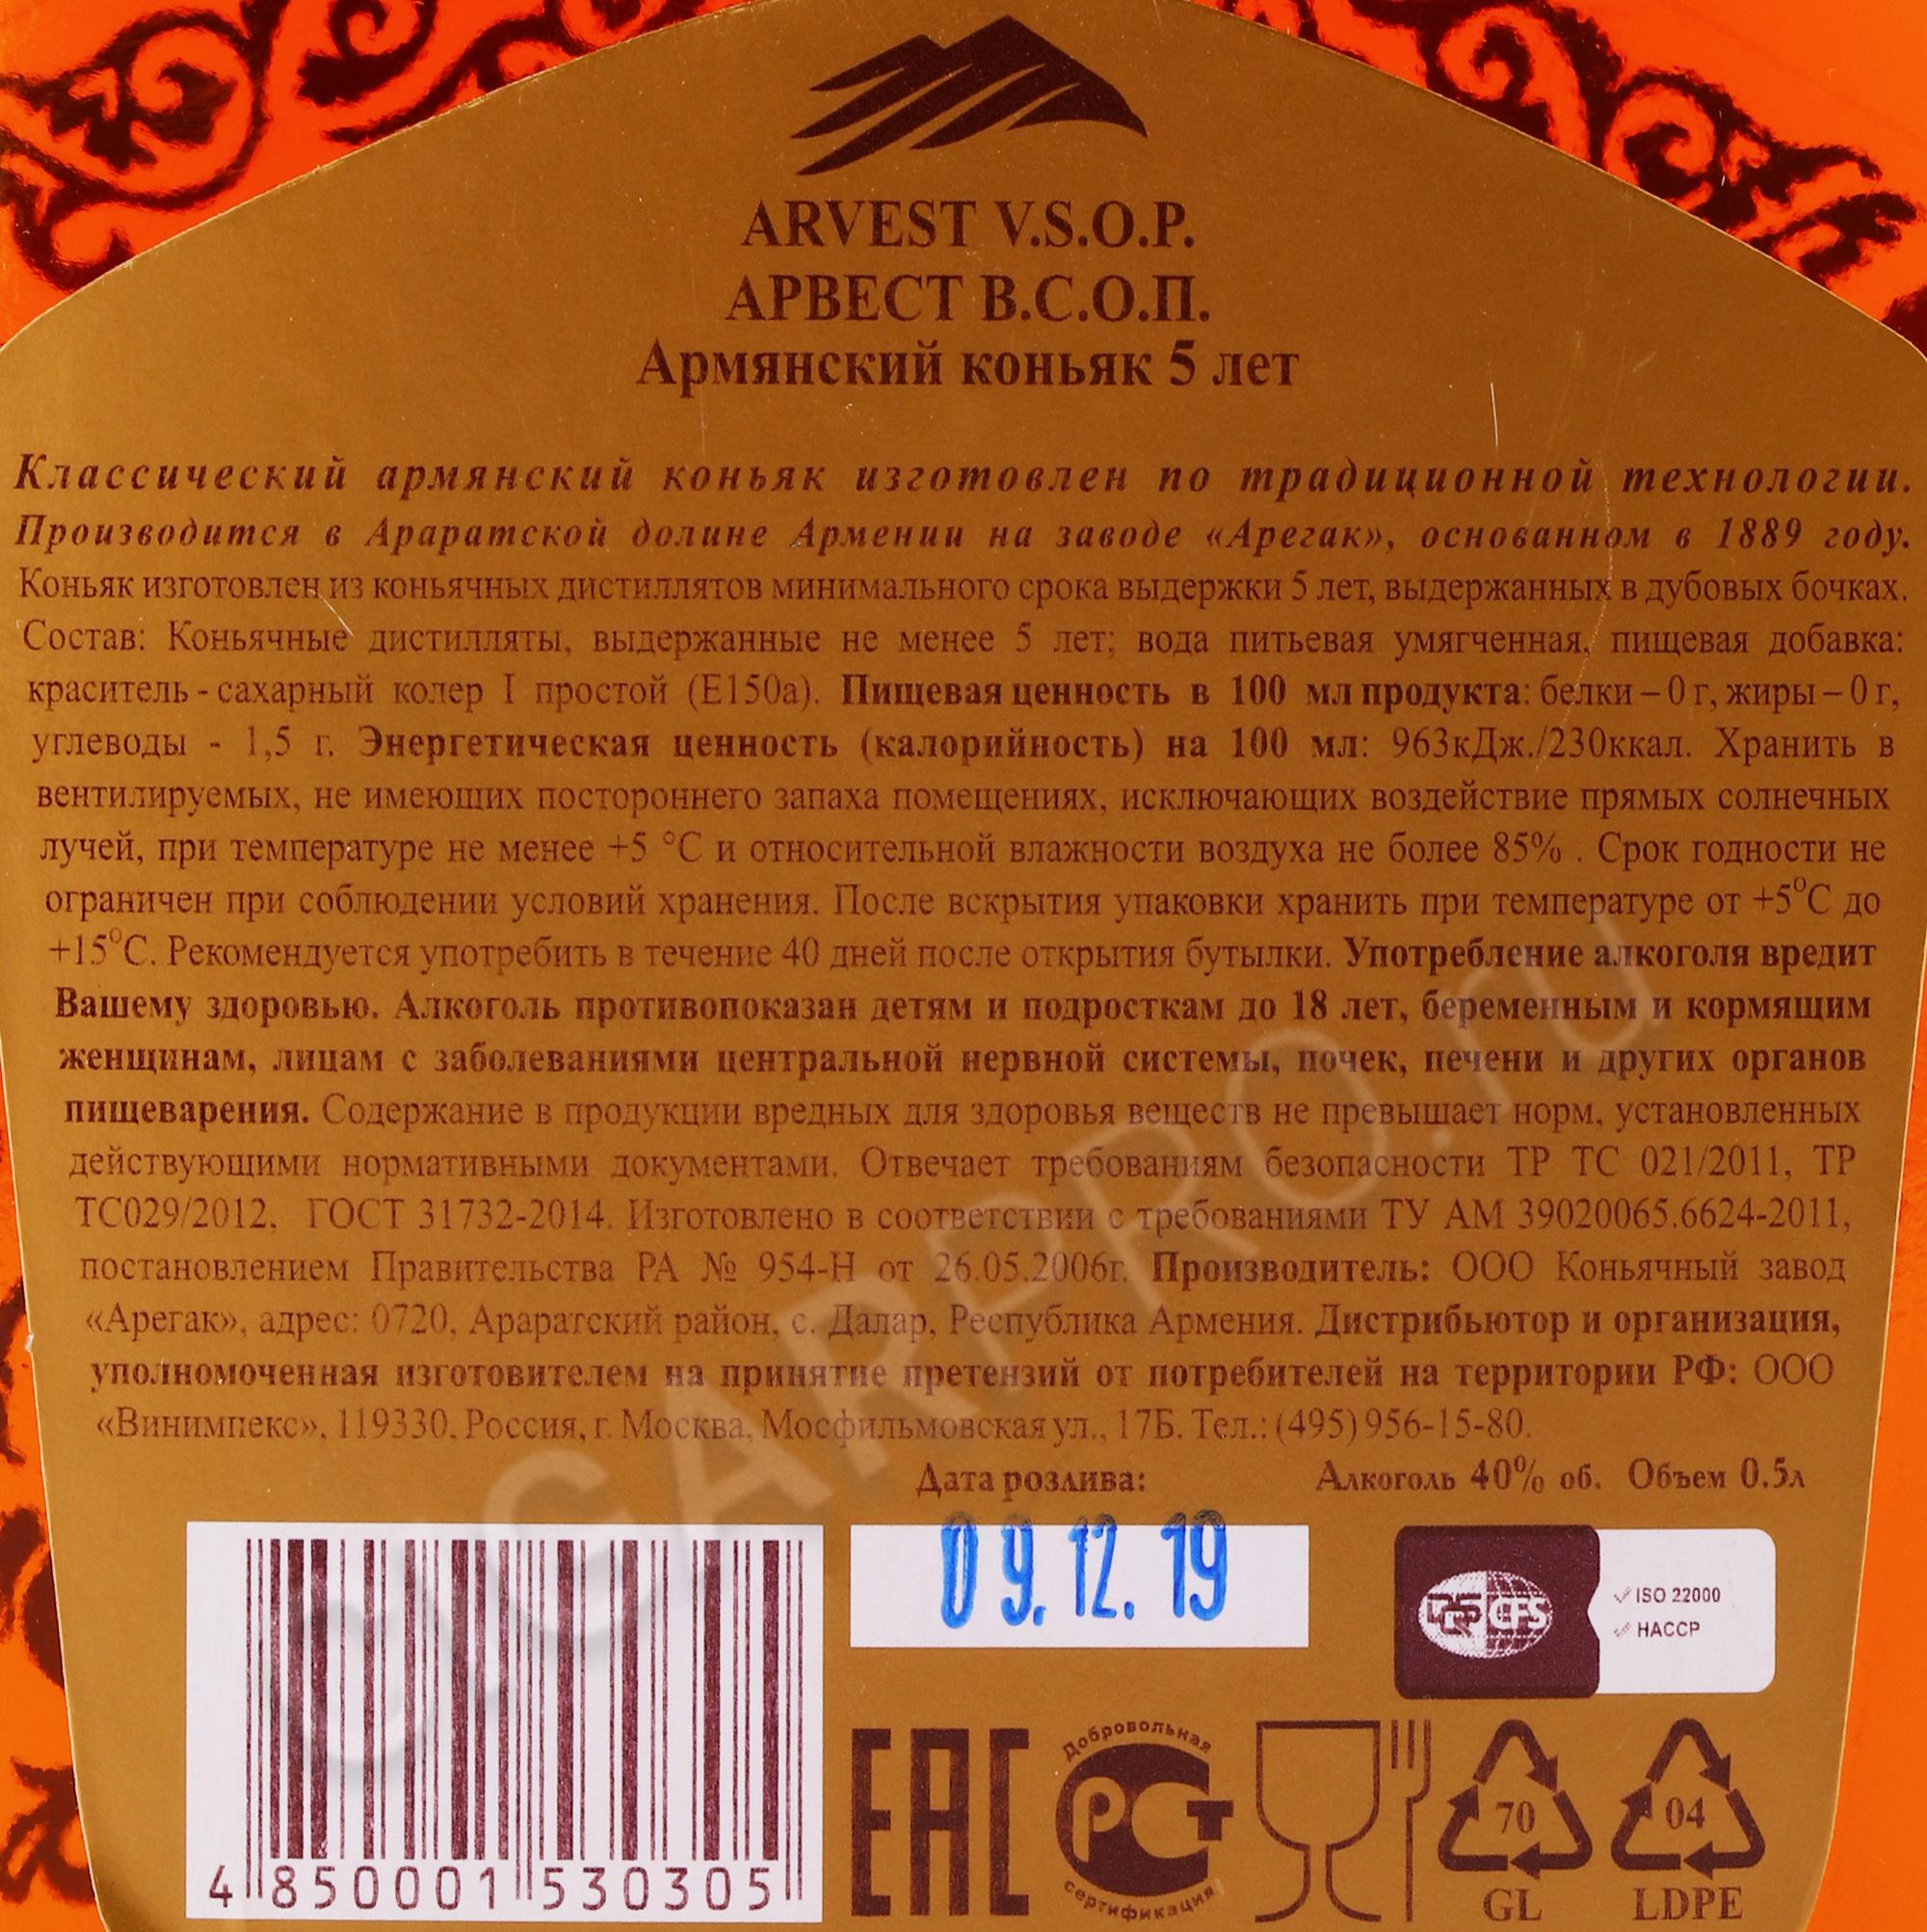 ARVEST V.S.O.P.
АРВЕСТ В.С.О.П.
Армянский коньяк 5 лет
Классический армянский коньяк изготовлен по традиционной технологии.
Производится в Араратской долине Армении на заводе «Арегак», основанном в 1889 году.
Коньяк изготовлен из коньячных дистиллятов минимального срока выдержки 5 лет, выдержанных в дубовых бочках.
Состав: Коньячные дистилляты, выдержанные не менее 5 лет; вода питьевая умягченная, пищевая добавка:
краситель - сахарный колер I простой (Е150а). Пищевая ценность в 100 мл продукта: белки – 0 г, жиры – 0 г,
углеводы - 1,5 г. Энергетическая ценность (калорийность) на 100 мл: 963кДж./230ккал. Хранить в
вентилируемых, не имеющих постороннего запаха помещениях, исключающих воздействие прямых солнечных
лучей, при температуре не менее +5 °С и относительной влажности воздуха не более 85% . Срок годности не
ограничен при соблюдении условий хранения. После вскрытия упаковки хранить при температуре от +5°С до
+15°С. Рекомендуется употребить в течение 40 дней после открытия бутылки. Употребление алкоголя вредит
Вашему здоровью. Алкоголь противопоказан детям и подросткам до 18 лет, беременным и кормящим
женщинам, лицам с заболеваниями центральной нервной системы, почек, печени и других органов
пищеварения. Содержание в продукции вредных для здоровья веществ не превышает норм, установленных
действующими нормативными документами. Отвечает требованиям безопасности ТР ТС 021/2011, ТР
ТС029/2012, ГОСТ 31732-2014. Изготовлено в соответствии с требованиями ТУ АМ 39020065.6624-2011,
постановлением Правительства РА № 954-Н от 26.05.2006г. Производитель: ООО Коньячный завод
«Арегак», адрес: 0720, Араратский район, с. Далар, Республика Армения. Дистрибьютор и организация,
уполномоченная изготовителем на принятие претензий от потребителей на территории РФ: ООО
«Винимпекс», 119330, Россия, г. Москва, Мосфильмовская ул., 17Б. Тел.: (495) 956-15-80.
Дата розлива: Алкоголь 40% об. Объем 0.5л
09.12.19
DQS CFS
ISO 22000
HACCP
4 850001 530305
ЕАС
Добровольная
РСТ
сертификация
70
GL
04
LDPE
CIGARPRO.ru